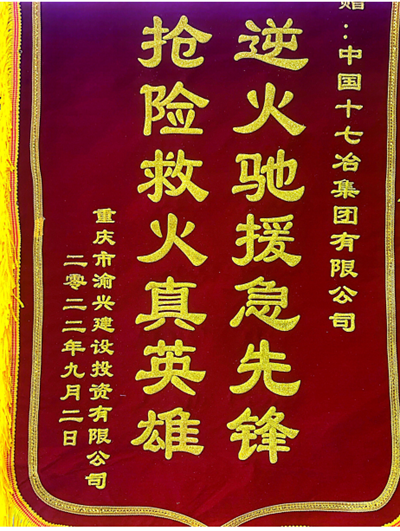 赠：中国十七冶集团有限公司
逆火驰援急先锋
抢险救火真英雄
重庆市渝兴建设投资有限公司
二零二二年九月二日